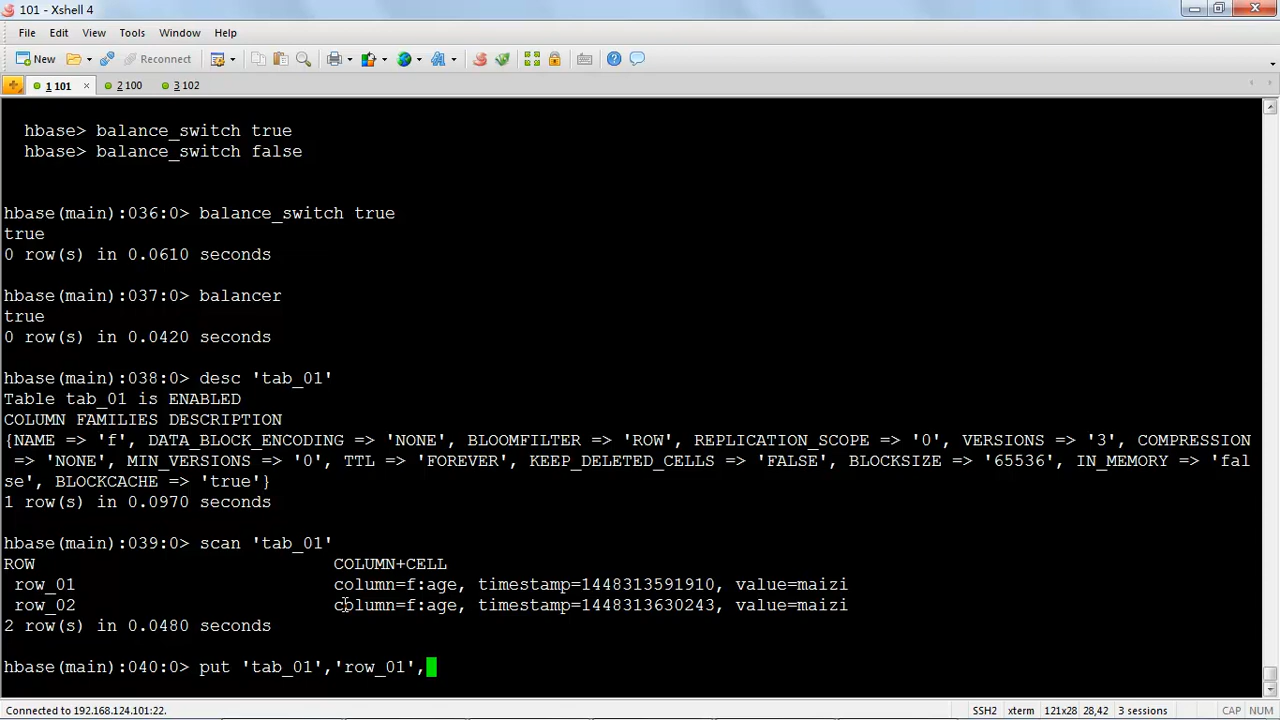 101 - Xshell 4
File Edit View Tools Window Help
New Reconnect
1 101 2 100 3 102
hbase> balance_switch true
hbase> balance_switch false
hbase(main):036:0> balance_switch true
true
0 row(s) in 0.0610 seconds
hbase(main):037:0> balancer
true
0 row(s) in 0.0420 seconds
hbase(main):038:0> desc 'tab_01'
Table tab_01 is ENABLED
COLUMN FAMILIES DESCRIPTION
{NAME => 'f', DATA_BLOCK_ENCODING => 'NONE', BLOOMFILTER => 'ROW', REPLICATION_SCOPE => '0', VERSIONS => '3', COMPRESSION
=> 'NONE', MIN_VERSIONS => '0', TTL => 'FOREVER', KEEP_DELETED_CELLS => 'FALSE', BLOCKSIZE => '65536', IN_MEMORY => 'fal
se', BLOCKCACHE => 'true'}
1 row(s) in 0.0970 seconds
hbase(main):039:0> scan 'tab_01'
ROW COLUMN+CELL
row_01 column=f:age, timestamp=1448313591910, value=maizi
row_02 column=f:age, timestamp=1448313630243, value=maizi
2 row(s) in 0.0480 seconds
hbase(main):040:0> put 'tab_01','row_01',
Connected to 192.168.124.101:22. SSH2 xterm 121x28 28,42 3 sessions CAP NUM